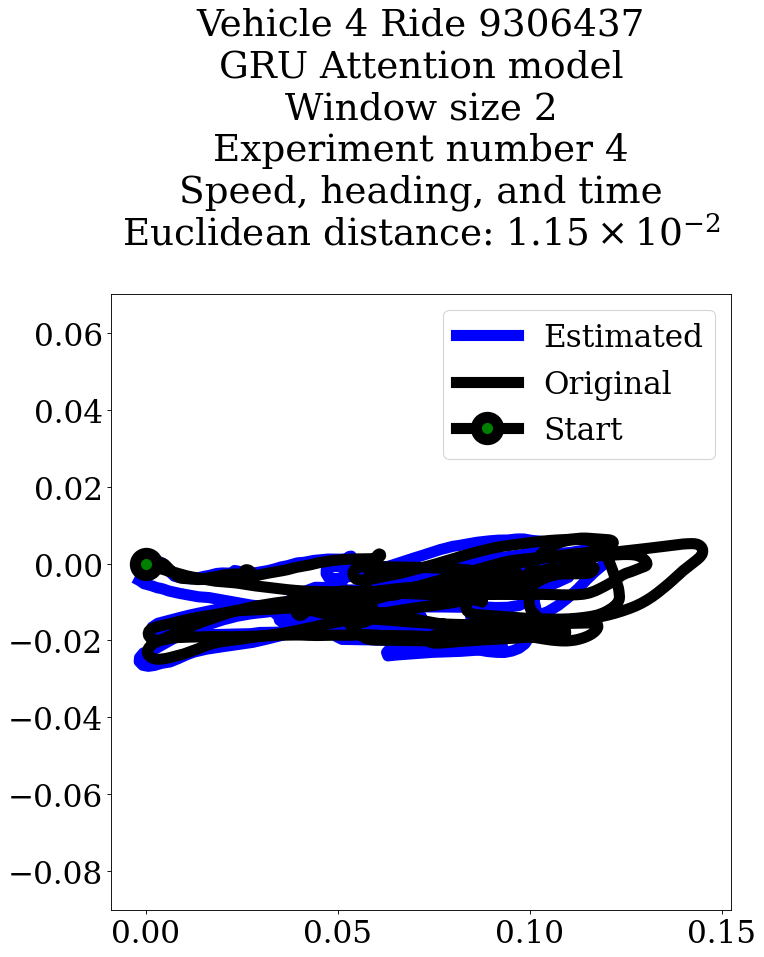 Vehicle 4 Ride 9306437
GRU Attention model
Window size 2
Experiment number 4
Speed, heading, and time
Euclidean distance: 1.15 × 10⁻²
Estimated
Original
Start
0.06
0.04
0.02
0.00
−0.02
−0.04
−0.06
−0.08
0.00 0.05 0.10 0.15